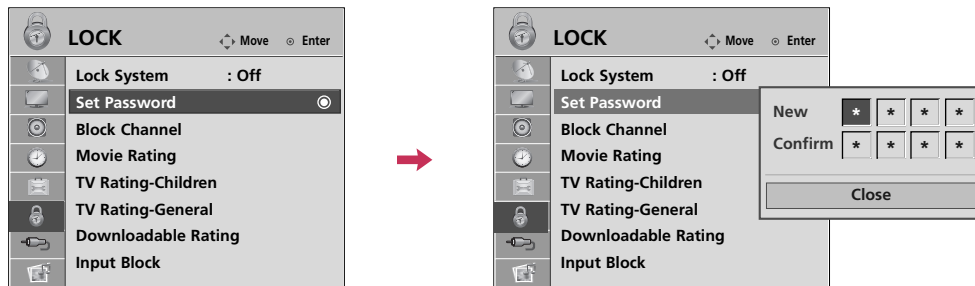 LOCK Move Enter
Lock System : Off
Set Password
Block Channel
Movie Rating
TV Rating-Children
TV Rating-General
Downloadable Rating
Input Block
LOCK Move Enter
Lock System : Off
Set Password
Block Channel
Movie Rating
TV Rating-Children
TV Rating-General
Downloadable Rating
Input Block
New * * * *
Confirm * * * *
Close